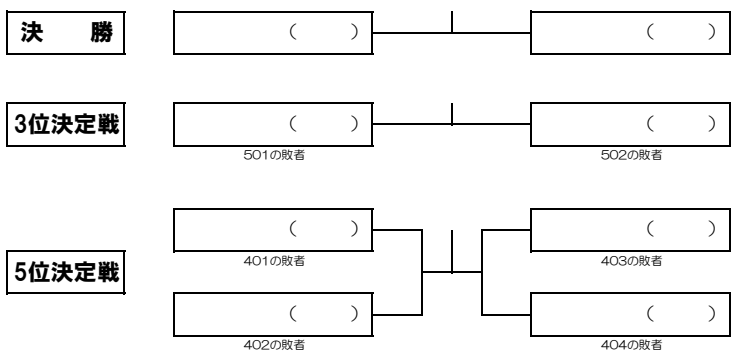 決　　勝　（　　）　（　　）
3位決定戦　（　　）　（　　）
501の敗者　502の敗者
（　　）　（　　）
401の敗者　403の敗者
5位決定戦
（　　）　（　　）
402の敗者　404の敗者